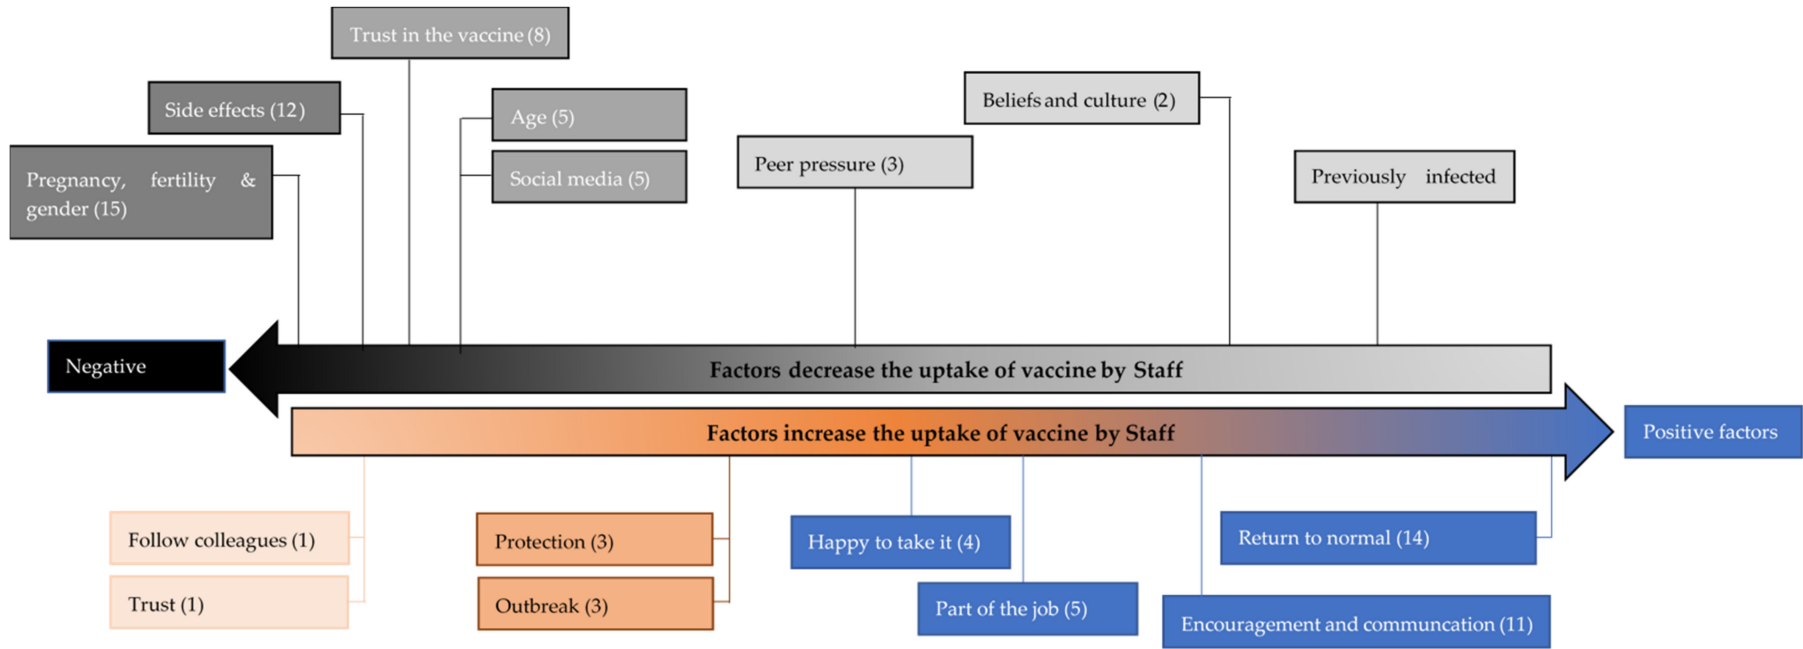 Trust in the vaccine (8)
Side effects (12)
Age (5)
Beliefs and culture (2)
Pregnancy, fertility &
gender (15)
Social media (5)
Peer pressure (3)
Previously infected
Negative
Factors decrease the uptake of vaccine by Staff
Factors increase the uptake of vaccine by Staff
Positive factors
Follow colleagues (1)
Protection (3)
Happy to take it (4)
Return to normal (14)
Trust (1)
Outbreak (3)
Part of the job (5)
Encouragement and communcation (11)